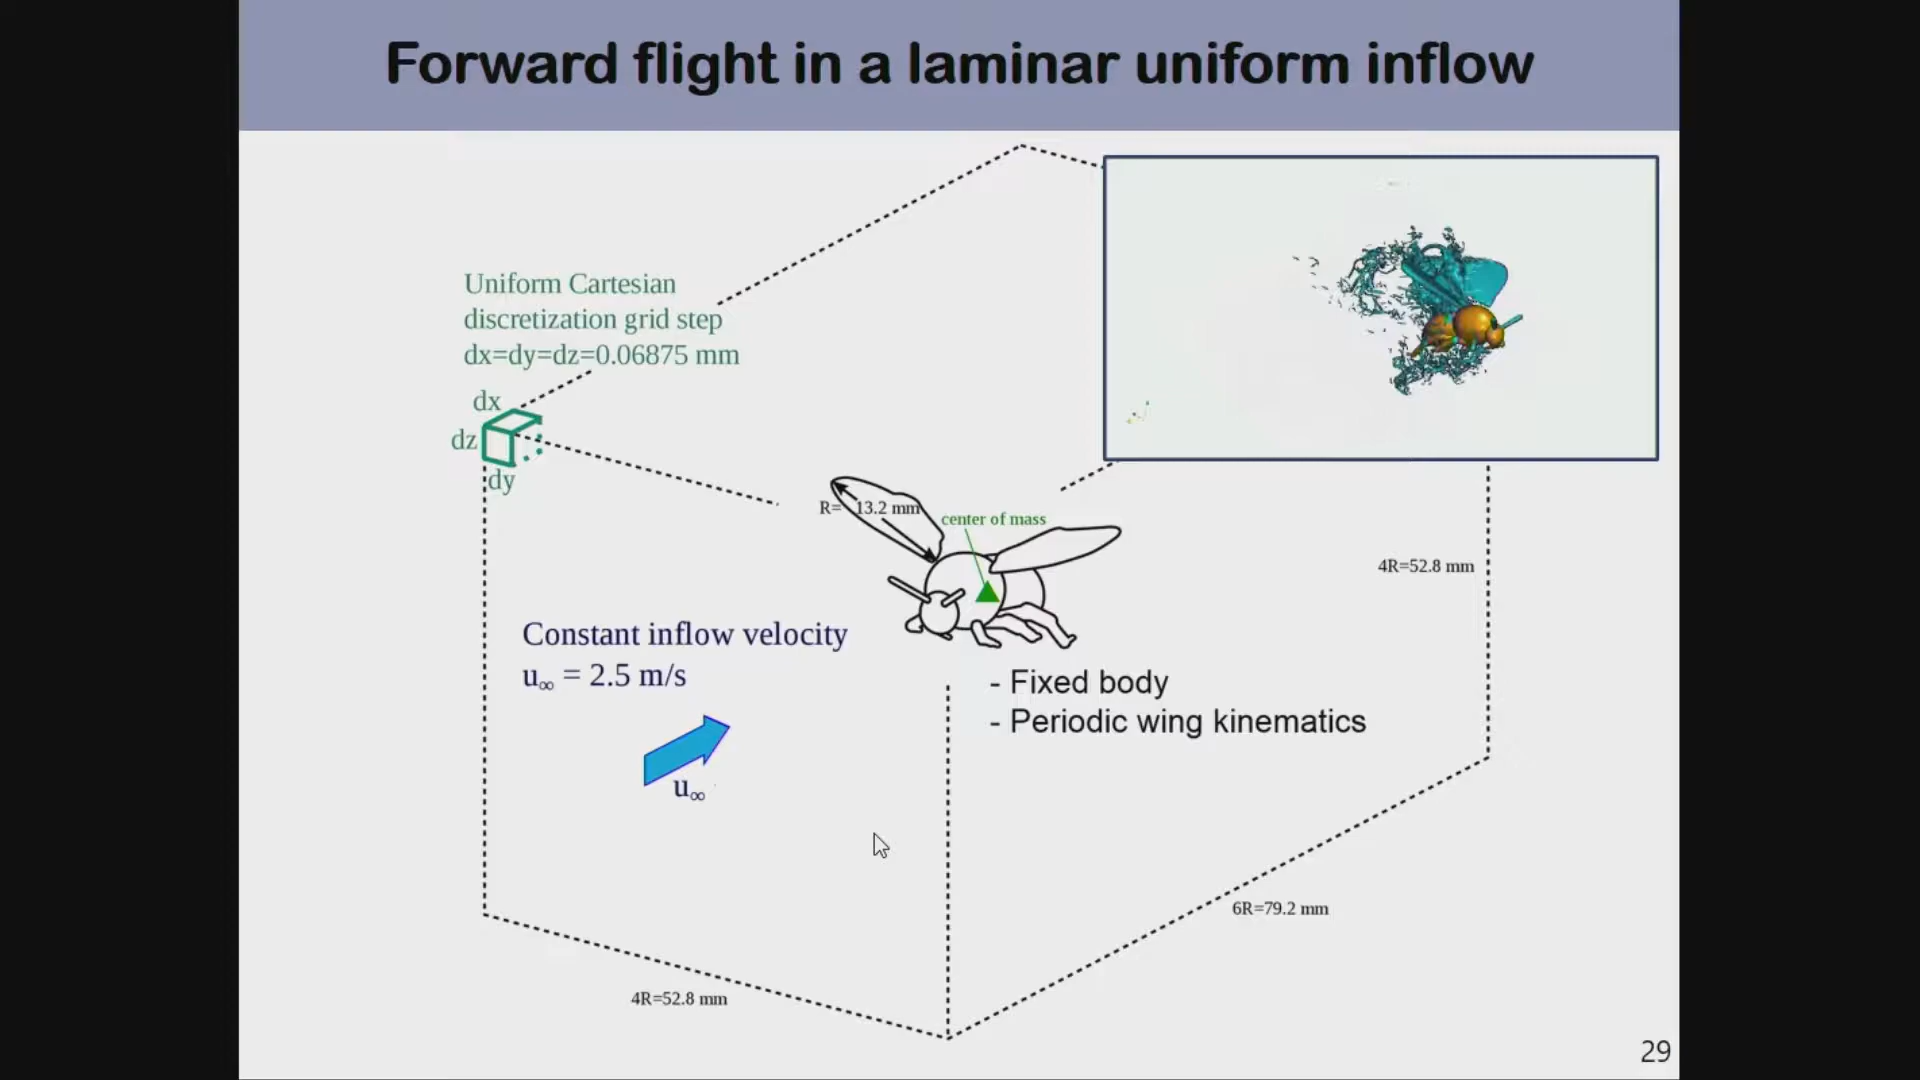 Forward flight in a laminar uniform inflow
Uniform Cartesian
discretization grid step
dx=dy=dz=0.06875 mm
dx
dz
dy
R= 13.2 mm
center of mass
4R=52.8 mm
Constant inflow velocity
u∞ = 2.5 m/s
- Fixed body
- Periodic wing kinematics
u∞
6R=79.2 mm
4R=52.8 mm
29